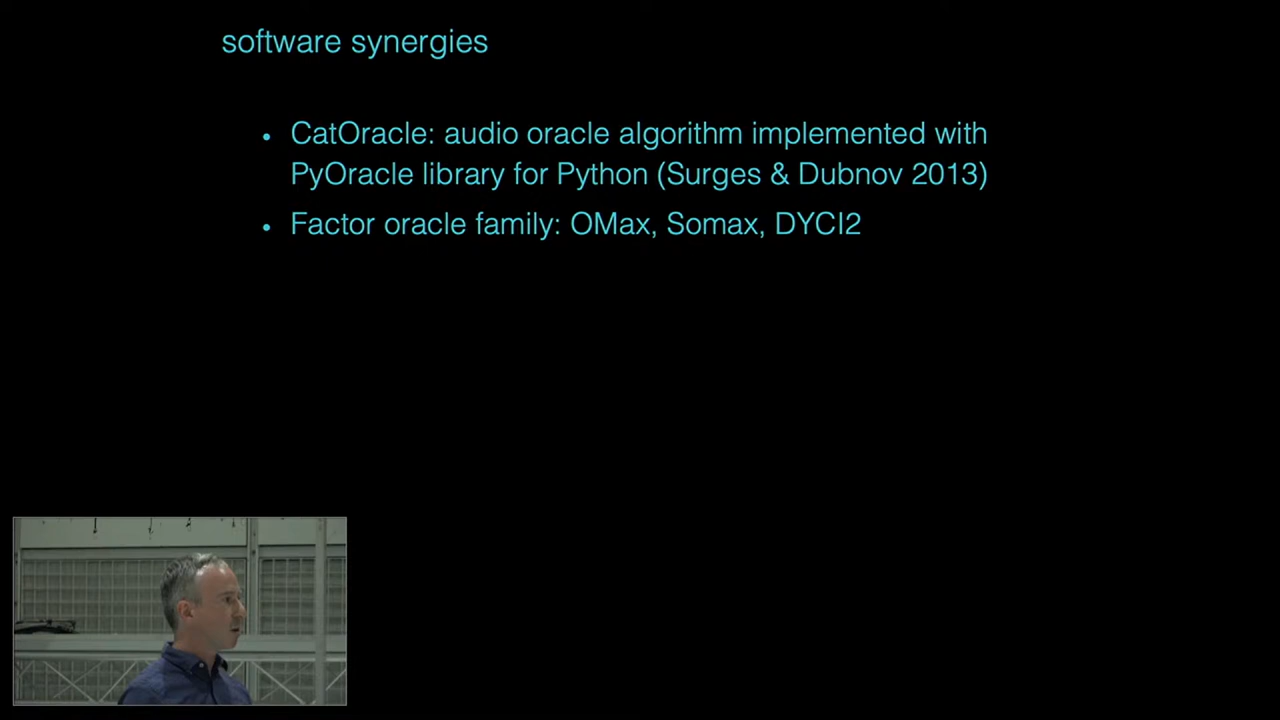 software synergies
• CatOracle: audio oracle algorithm implemented with
PyOracle library for Python (Surges & Dubnov 2013)
• Factor oracle family: OMax, Somax, DYCI2